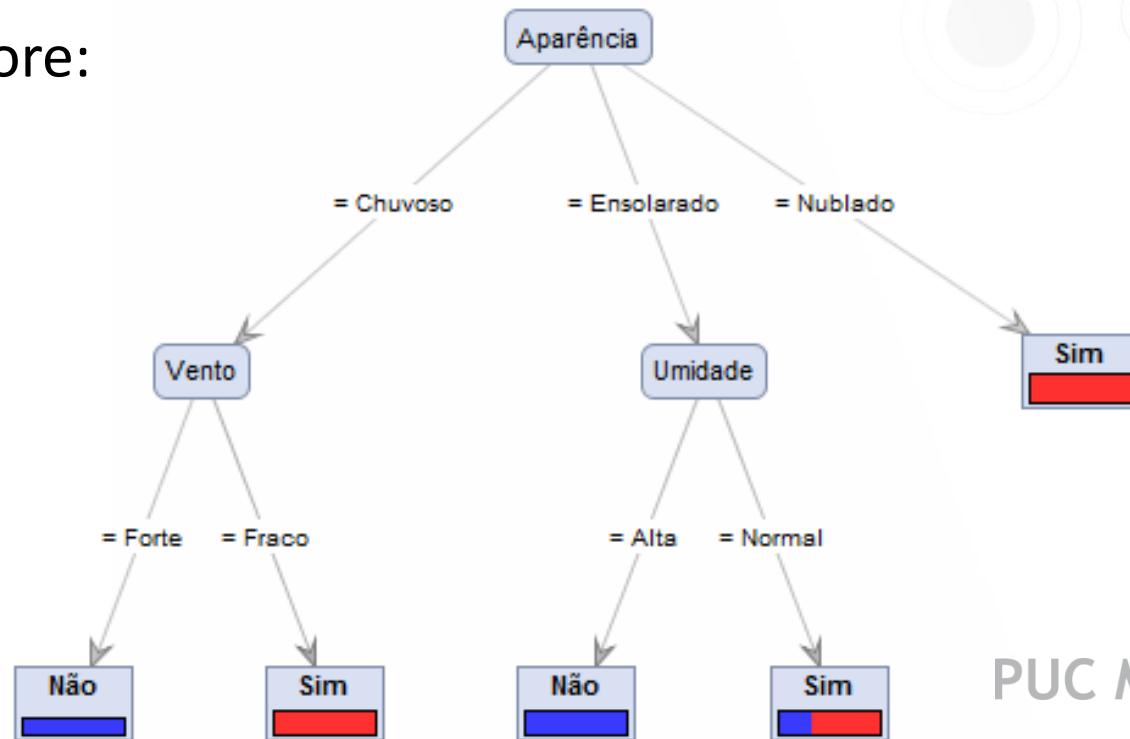 ore:
Aparência
= Chuvoso
= Ensolarado
= Nublado
Vento
Umidade
Sim
= Forte
= Fraco
= Alta
= Normal
Não
Sim
Não
Sim
PUC